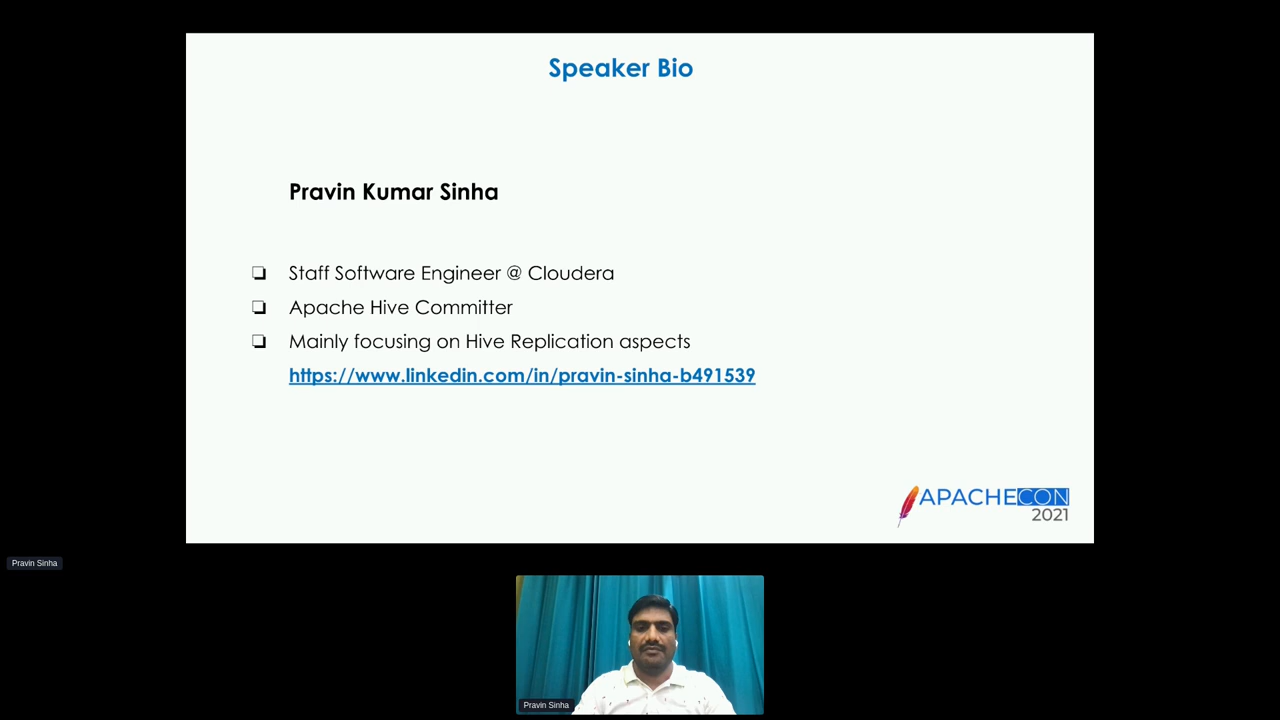 Speaker Bio
Pravin Kumar Sinha
Staff Software Engineer @ Cloudera
Apache Hive Committer
Mainly focusing on Hive Replication aspects
https://www.linkedin.com/in/pravin-sinha-b491539
APACHECON
2021
Pravin Sinha
Pravin Sinha